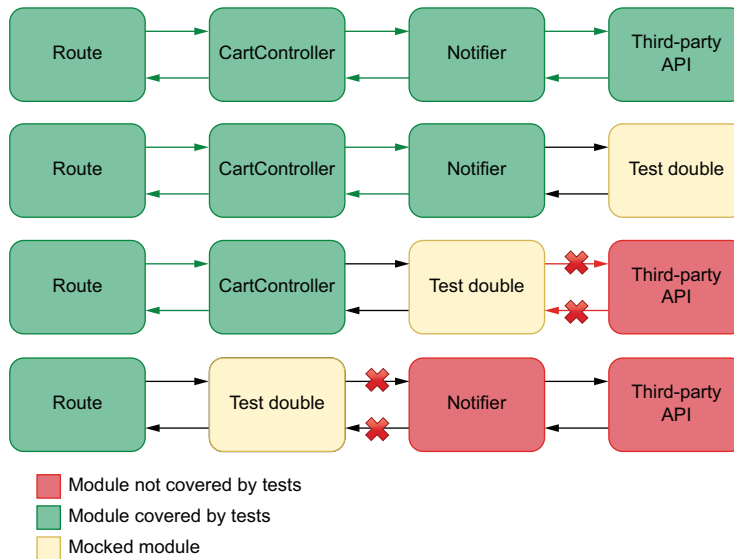 Route
CartController
Notifier
Third-party
API
Route
CartController
Notifier
Test double
Route
CartController
Test double
Third-party
API
Route
Test double
Notifier
Third-party
API
Module not covered by tests
Module covered by tests
Mocked module